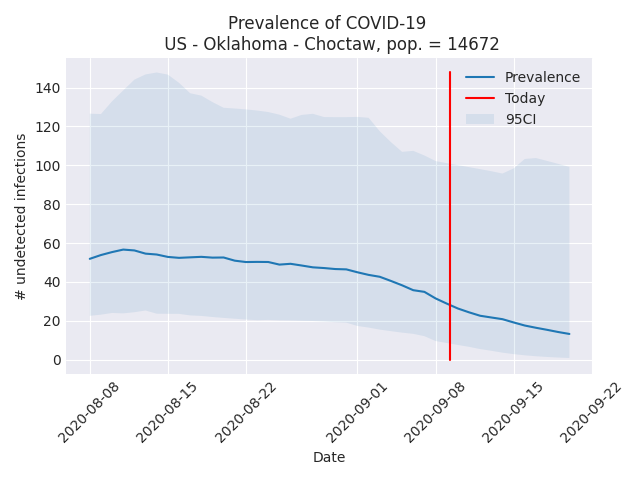 Prevalence of COVID-19
US - Oklahoma - Choctaw, pop. = 14672
# undetected infections
140
120
100
80
60
40
20
0
Prevalence
Today
95CI
2020-08-08
2020-08-15
2020-08-22
2020-09-01
2020-09-08
2020-09-15
2020-09-22
Date